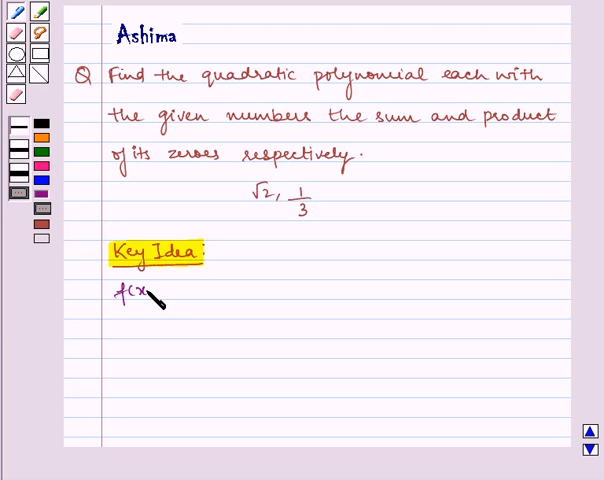 Ashima
Q Find the quadratic polynomial each with
the given numbers the sum and product
of its zeroes respectively.
√2, 1/3
Key Idea:
f(x